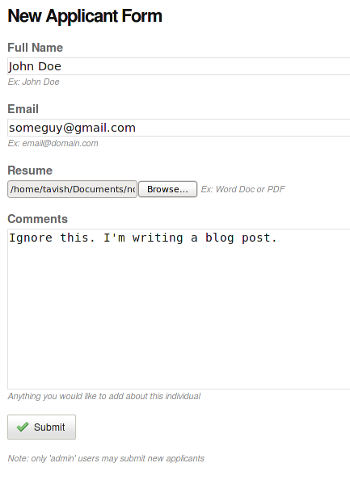 New Applicant Form
Full Name
John Doe
Ex: John Doe
Email
someguy@gmail.com
Ex: email@domain.com
Resume
/home/tavish/Documents/no Browse... Ex: Word Doc or PDF
Comments
Ignore this. I'm writing a blog post.
Anything you would like to add about this individual
Submit
Note: only 'admin' users may submit new applicants